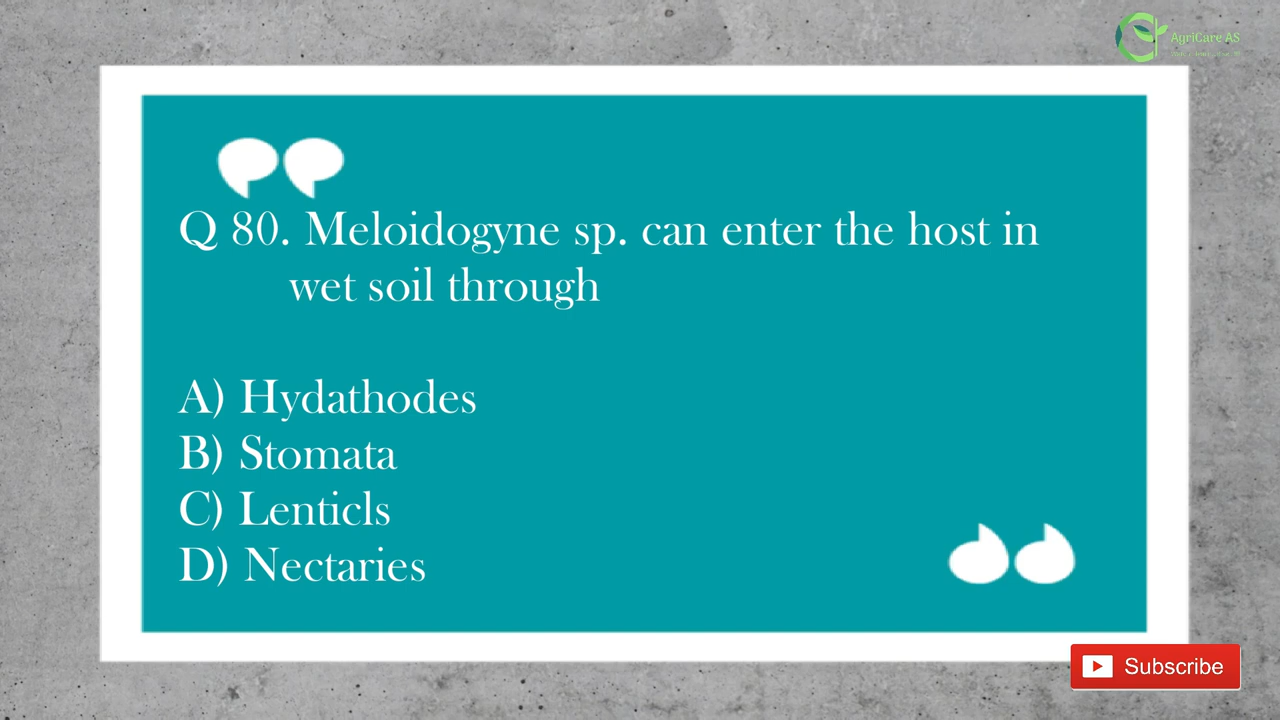 AgriCare AS
Q 80. Meloidogyne sp. can enter the host in
wet soil through
A) Hydathodes
B) Stomata
C) Lenticls
D) Nectaries
Subscribe